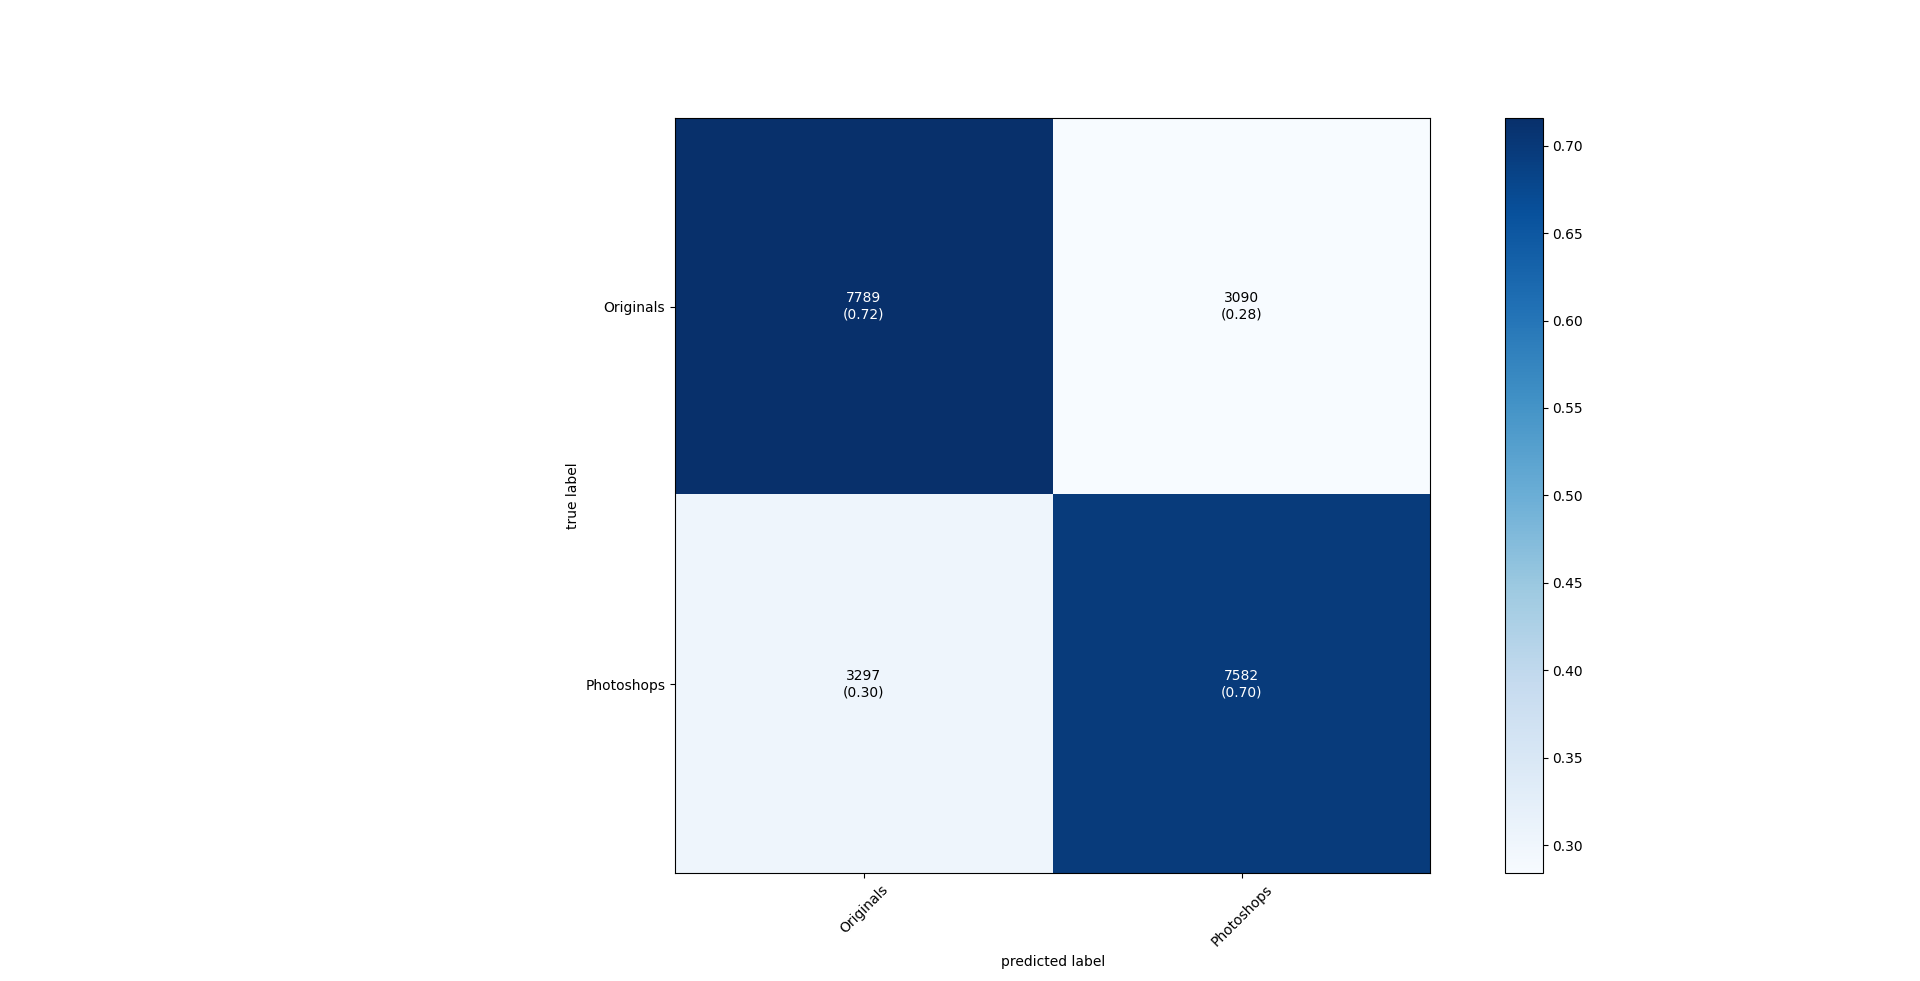 Originals
Photoshops
true label
7789
(0.72)
3090
(0.28)
3297
(0.30)
7582
(0.70)
Originals
Photoshops
predicted label
0.70
0.65
0.60
0.55
0.50
0.45
0.40
0.35
0.30